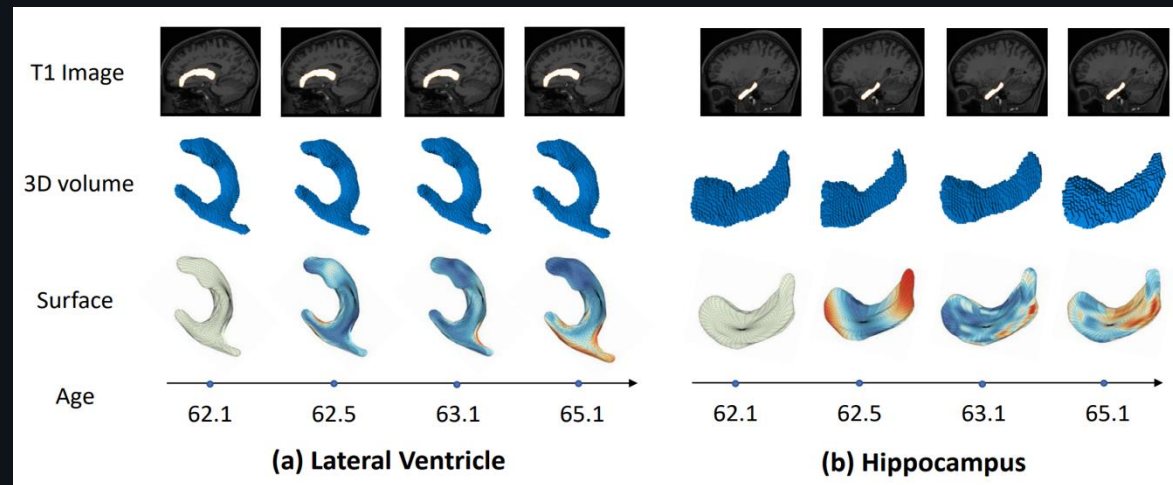 T1 Image
3D volume
Surface
Age
62.1 62.5 63.1 65.1
62.1 62.5 63.1 65.1
(a) Lateral Ventricle
(b) Hippocampus